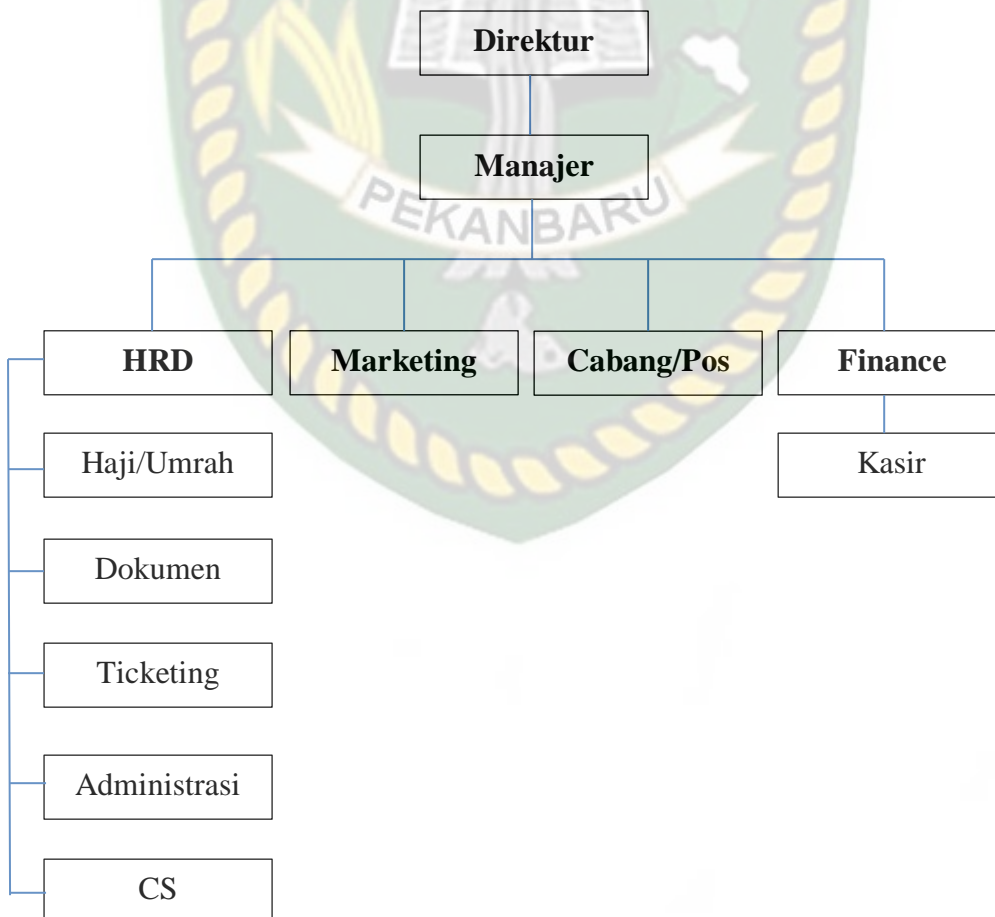 Direktur
Manajer
PEKANBARU
HRD
Marketing
Cabang/Pos
Finance
Haji/Umrah
Kasir
Dokumen
Ticketing
Administrasi
CS